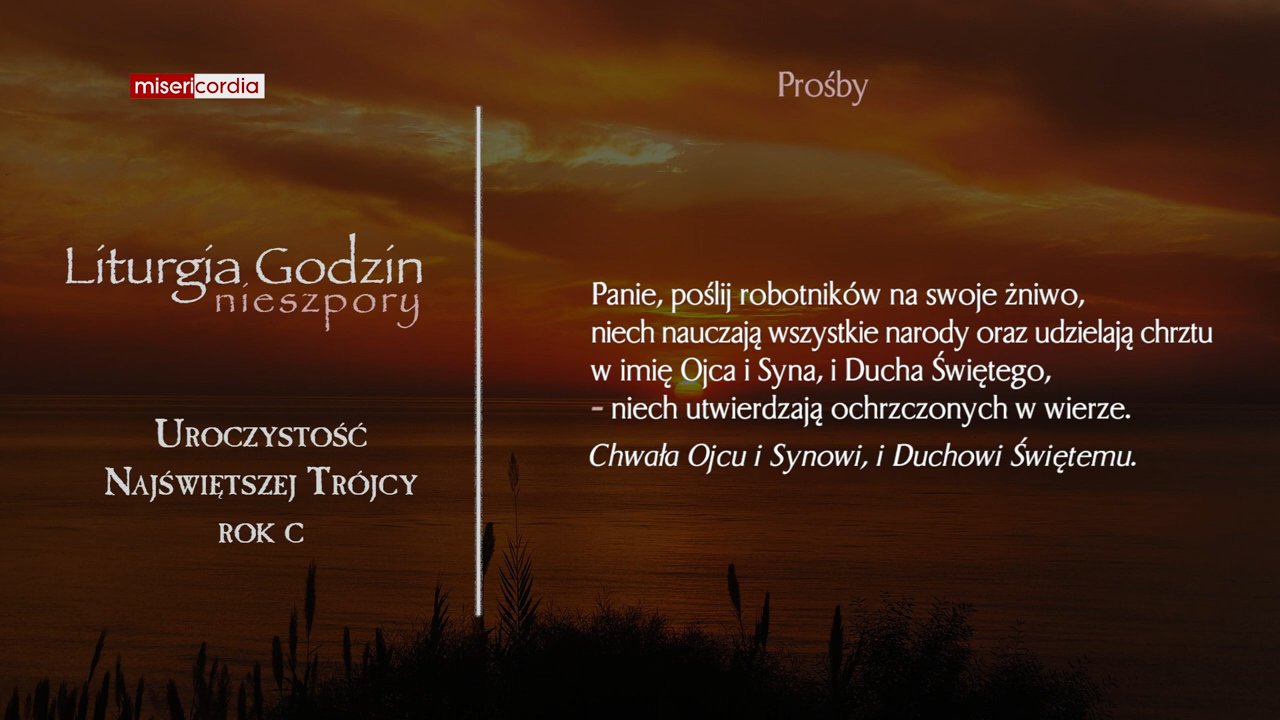 misericordia
Liturgia Godzin
nieszpory
Uroczystość
Najświętszej Trójcy
rok C
Prośby
Panie, poślij robotników na swoje żniwo,
niech nauczają wszystkie narody oraz udzielają chrztu
w imię Ojca i Syna, i Ducha Świętego,
- niech utwierdzają ochrzczonych w wierze.
Chwała Ojcu i Synowi, i Duchowi Świętemu.